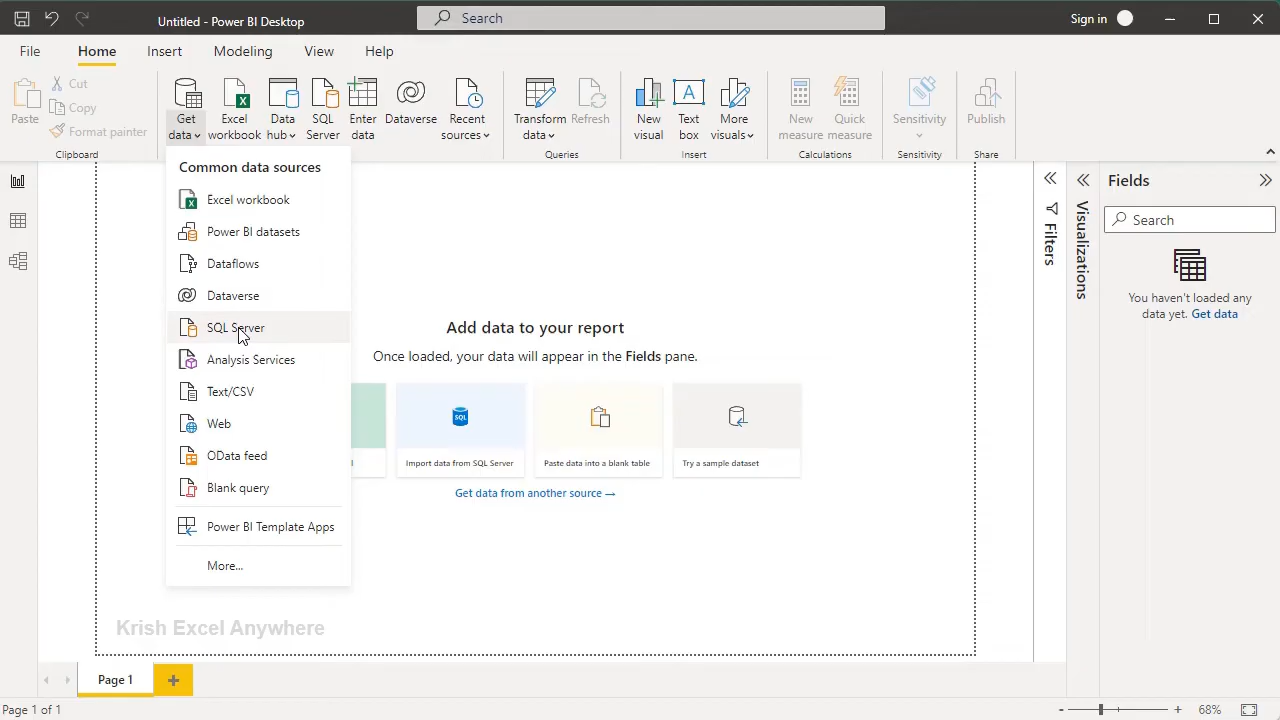 Untitled - Power BI Desktop
Search
Sign in
File
Home
Insert
Modeling
View
Help
Paste
Cut
Copy
Format painter
Clipboard
Get data
Excel workbook
Data hub
SQL Server
Enter data
Dataverse
Recent sources
Transform data
Refresh
Queries
New visual
Text box
More visuals
Insert
New measure
Quick measure
Calculations
Sensitivity
Sensitivity
Publish
Share
Common data sources
Excel workbook
Power BI datasets
Dataflows
Dataverse
SQL Server
Analysis Services
Text/CSV
Web
OData feed
Blank query
Power BI Template Apps
More...
Add data to your report
Once loaded, your data will appear in the Fields pane.
SQL
Import data from SQL Server
Paste data into a blank table
Try a sample dataset
Get data from another source →
Krish Excel Anywhere
Filters
Visualizations
Fields
Search
You haven't loaded any
data yet. Get data
Page 1
Page 1 of 1
68%